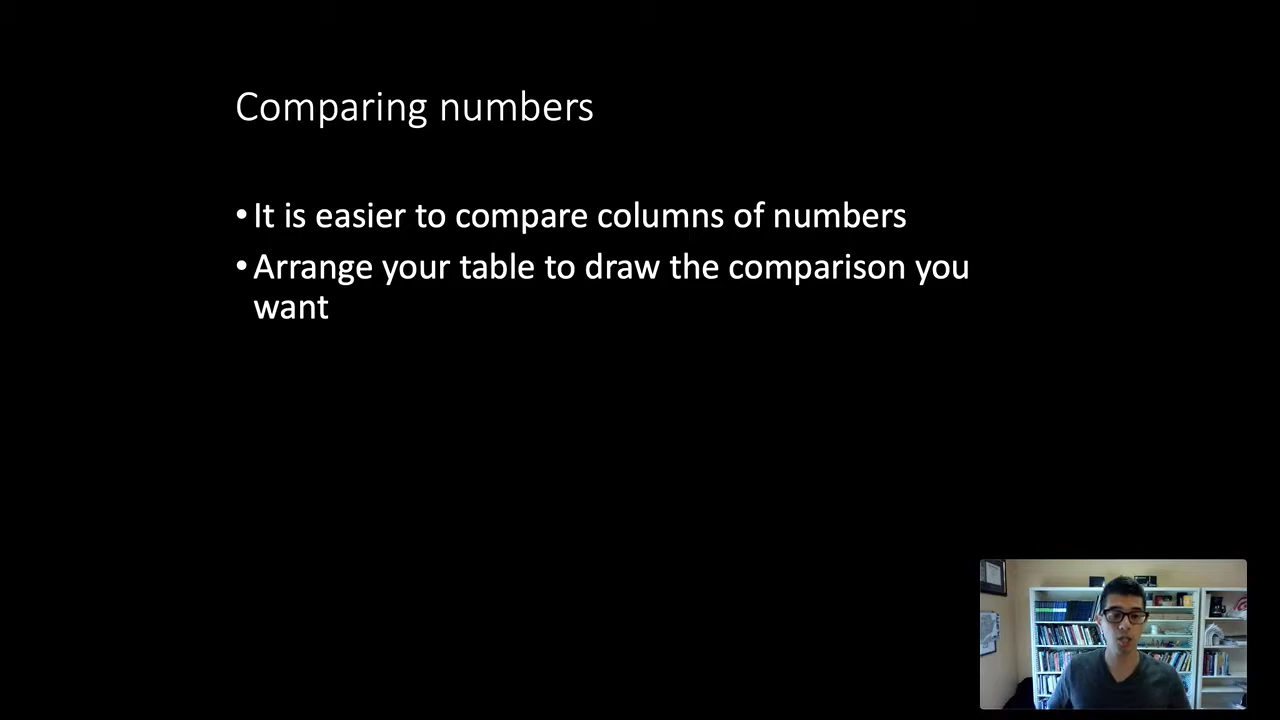 Comparing numbers
• It is easier to compare columns of numbers
• Arrange your table to draw the comparison you
want